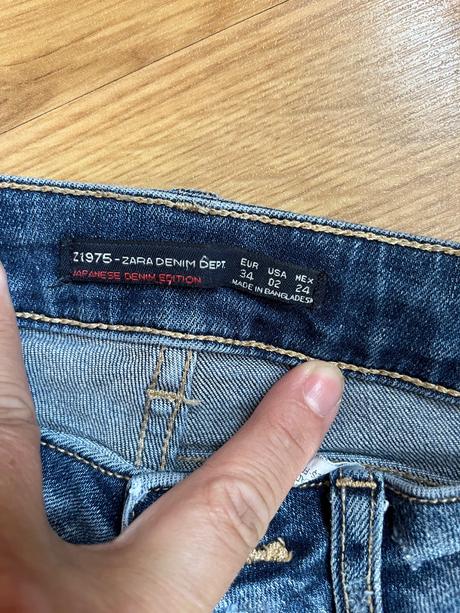 Z1975-ZARA DENIM DEPT.
JAPANESE DENIM EDITION
EUR USA MEX
34 02 24
MADE IN BANGLADESH